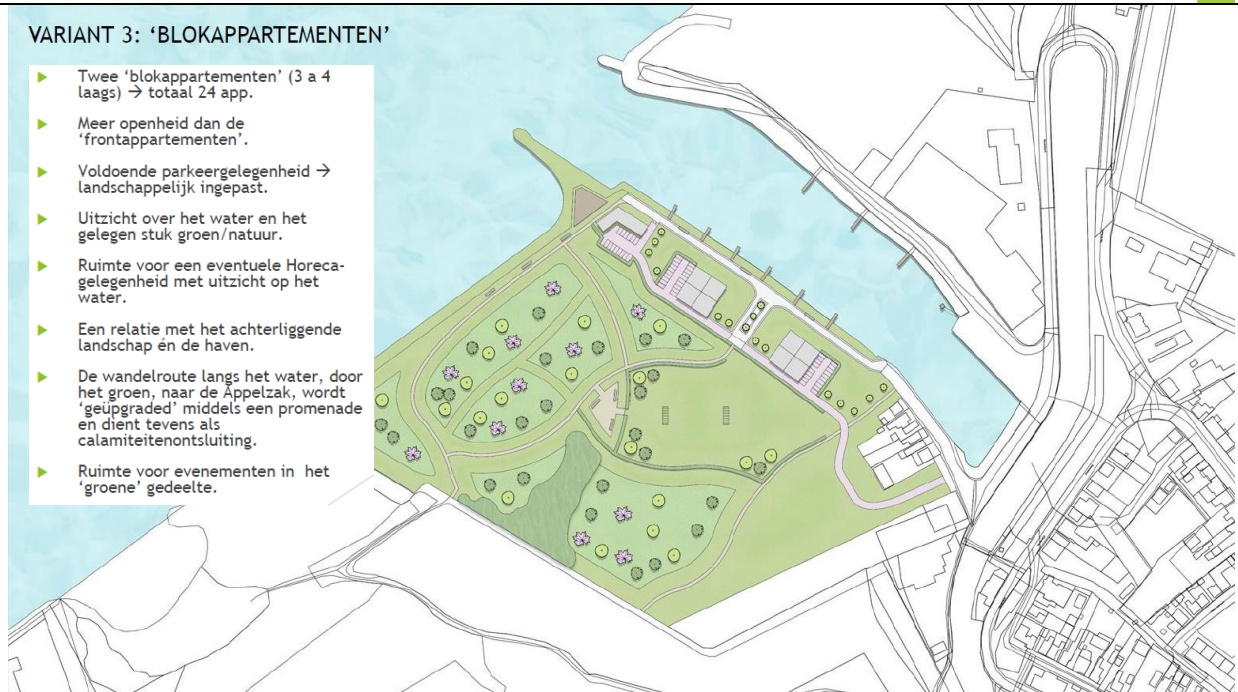 VARIANT 3: ‘BLOKAPPARTEMENTEN’
Twee ‘blokappartementen’ (3 a 4
laags) → totaal 24 app.
Meer openheid dan de
‘frontappartementen’.
Voldoende parkeergelegenheid →
landschappelijk ingepast.
Uitzicht over het water en het
gelegen stuk groen/natuur.
Ruimte voor een eventuele Horeca-
gelegenheid met uitzicht op het
water.
Een relatie met het achterliggende
landschap én de haven.
De wandelroute langs het water, door
het groen, naar de Appelzak, wordt
‘geüpgraded’ middels een promenade
en dient tevens als
calamiteitenontsluiting.
Ruimte voor evenementen in het
‘groene’ gedeelte.